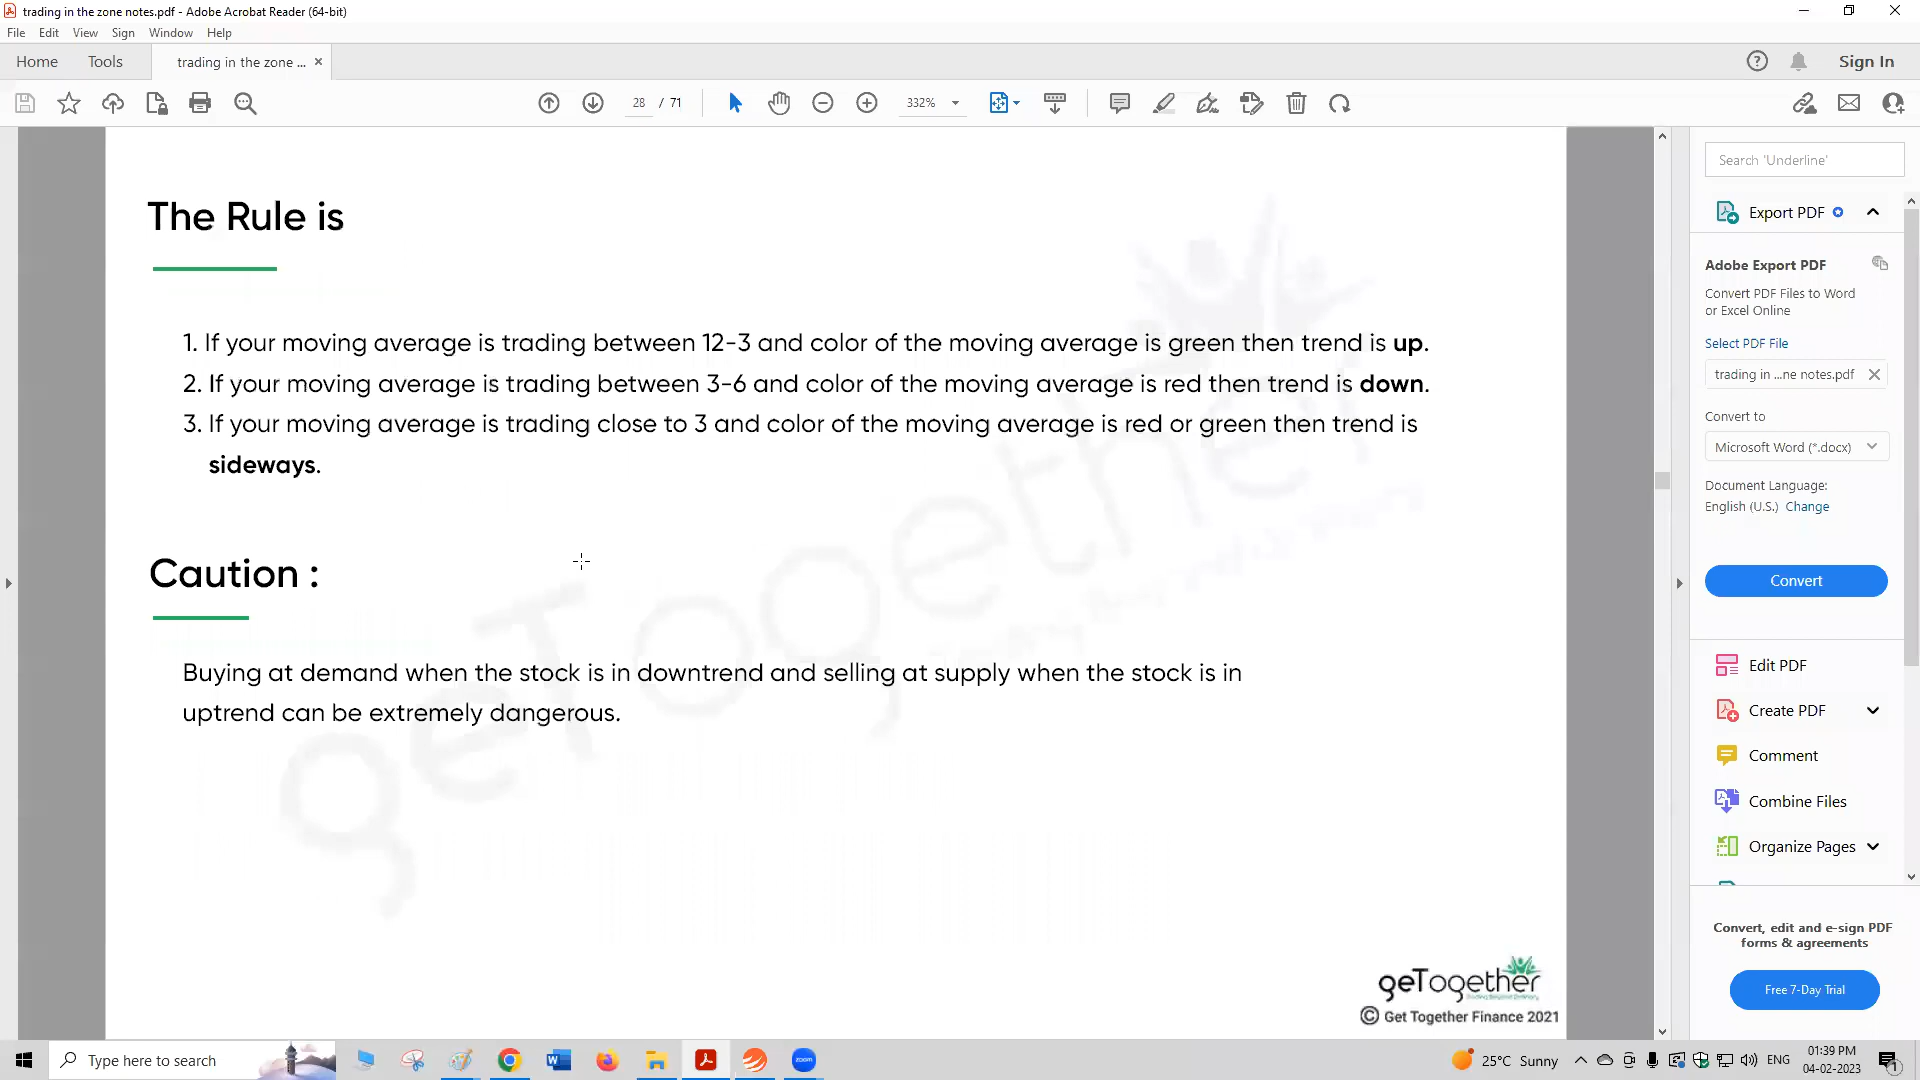 trading in the zone notes.pdf - Adobe Acrobat Reader (64-bit)
File Edit View Sign Window Help
Home Tools trading in the zone ... × Sign In
28 / 71 332%
Search 'Underline'
The Rule is
1. If your moving average is trading between 12-3 and color of the moving average is green then trend is up.
2. If your moving average is trading between 3-6 and color of the moving average is red then trend is down.
3. If your moving average is trading close to 3 and color of the moving average is red or green then trend is
sideways.
Caution :
Buying at demand when the stock is in downtrend and selling at supply when the stock is in
uptrend can be extremely dangerous.
geTogether
geTogether
© Get Together Finance 2021
Export PDF
Adobe Export PDF
Convert PDF Files to Word
or Excel Online
Select PDF File
trading in ...ne notes.pdf
Convert to
Microsoft Word (*.docx)
Document Language:
English (U.S.) Change
Convert
Edit PDF
Create PDF
Comment
Combine Files
Organize Pages
Convert, edit and e-sign PDF
forms & agreements
Free 7-Day Trial
Type here to search
zoom
25°C Sunny
ENG
01:39 PM
04-02-2023
1